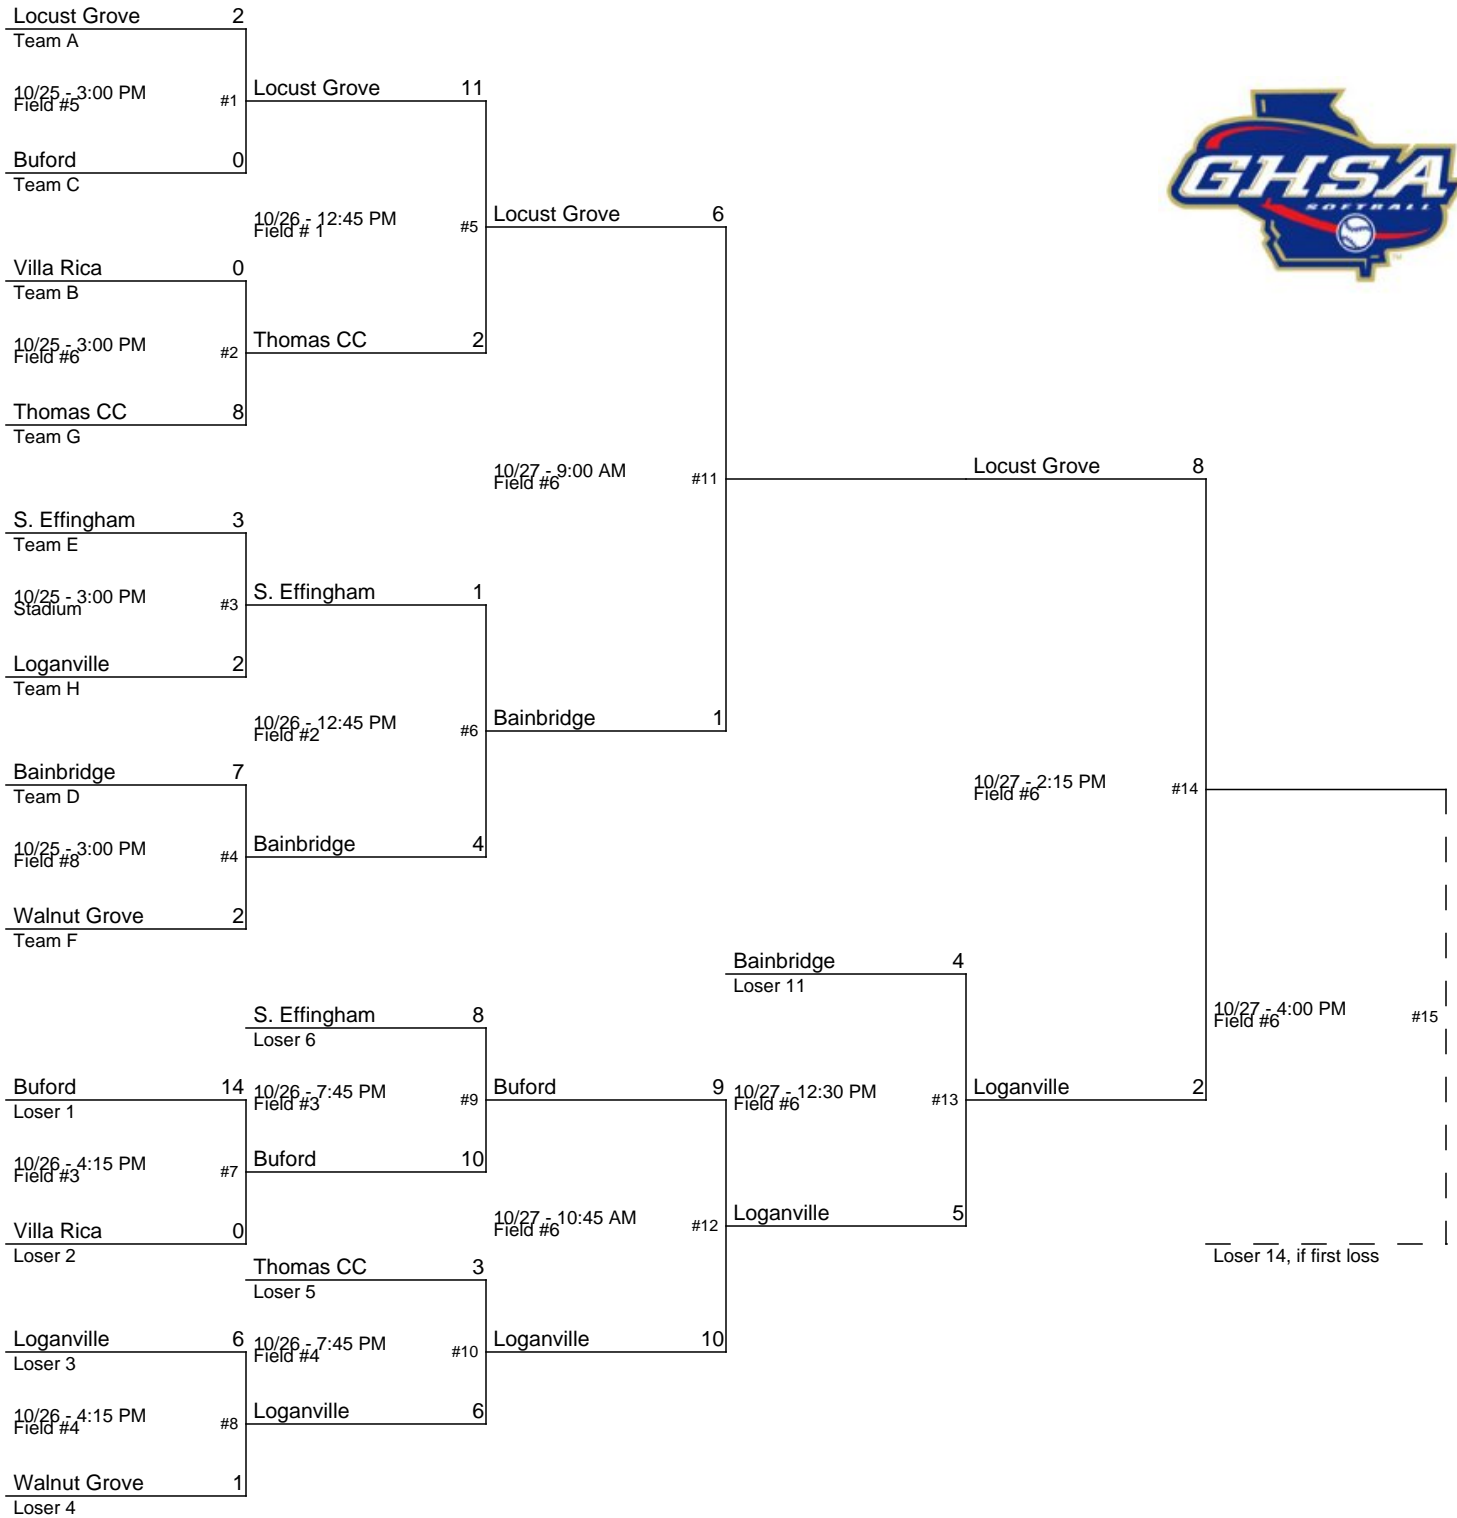 Locust Grove 2
Team A
10/25 - 3:00 PM
Field #5
#1
Buford 0
Team C
Locust Grove 11
10/26 - 12:45 PM
Field # 1
#5
Villa Rica 0
Team B
10/25 - 3:00 PM
Field #6
#2
Thomas CC 8
Team G
Thomas CC 2
Locust Grove 6
GHSA
SOFTBALL
TM
S. Effingham 3
Team E
10/25 - 3:00 PM
Stadium
#3
Loganville 2
Team H
S. Effingham 1
10/26 - 12:45 PM
Field #2
#6
Bainbridge 7
Team D
10/25 - 3:00 PM
Field #8
#4
Walnut Grove 2
Team F
Bainbridge 4
Bainbridge 1
10/27 - 9:00 AM
Field #6
#11
Locust Grove 8
10/27 - 2:15 PM
Field #6
#14
Bainbridge 4
Loser 11
10/27 - 12:30 PM
Field #6
#13
Loganville 5
Loganville 2
10/27 - 4:00 PM
Field #6
#15
Loser 14, if first loss
S. Effingham 8
Loser 6
10/26 - 7:45 PM
Field #3
#9
Buford 10
Buford 9
10/27 - 10:45 AM
Field #6
#12
Buford 14
Loser 1
10/26 - 4:15 PM
Field #3
#7
Villa Rica 0
Loser 2
Thomas CC 3
Loser 5
10/26 - 7:45 PM
Field #4
#10
Loganville 6
Loganville 10
Loganville 6
Loser 3
10/26 - 4:15 PM
Field #4
#8
Walnut Grove 1
Loser 4